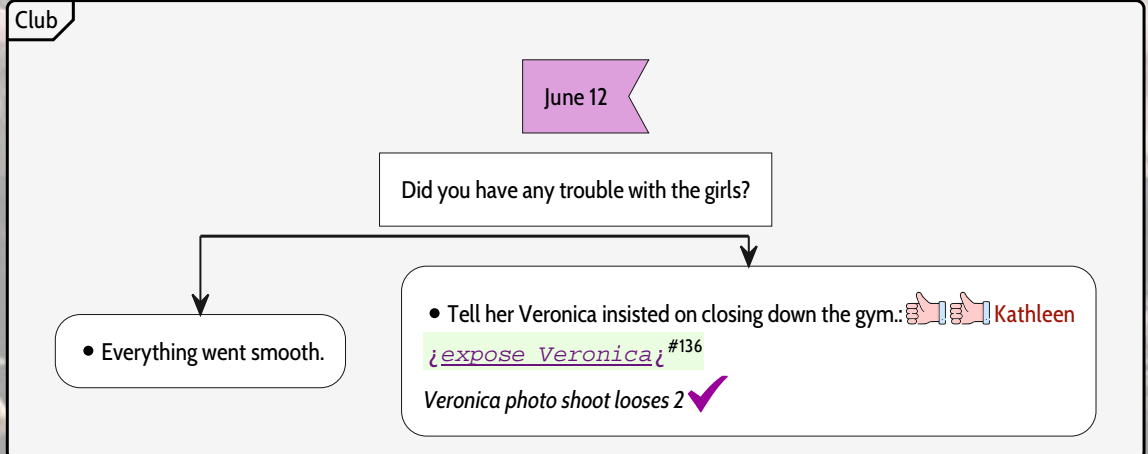 Club
June 12
Did you have any trouble with the girls?
• Everything went smooth.
• Tell her Veronica insisted on closing down the gym.: Kathleen
¿expose Veronica¿ #136
Veronica photo shoot looses 2